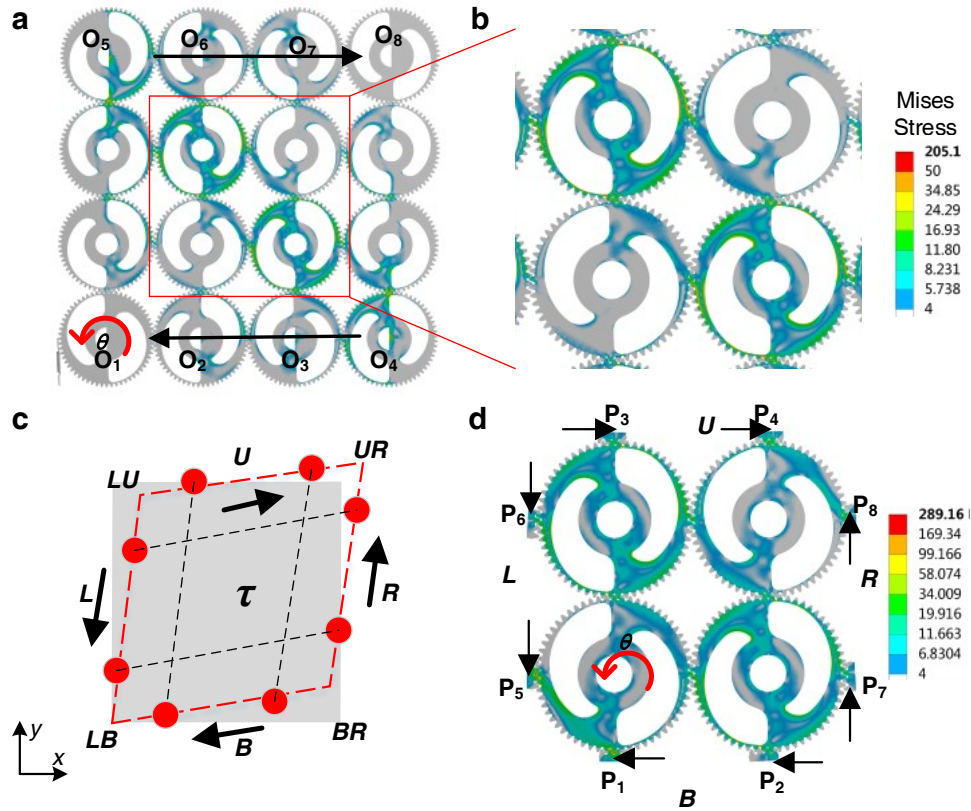 a
O5
O6
O7
O8
θ
O1
O2
O3
O4
b
Mises
Stress
205.1
50
34.85
24.29
16.93
11.80
8.231
5.738
4
c
LU
U
UR
L
τ
R
LB
B
BR
y
x
d
P3
U
P4
P6
P8
L
R
θ
P5
P7
P1
P2
B
289.16
169.34
99.166
58.074
34.009
19.916
11.663
6.8304
4